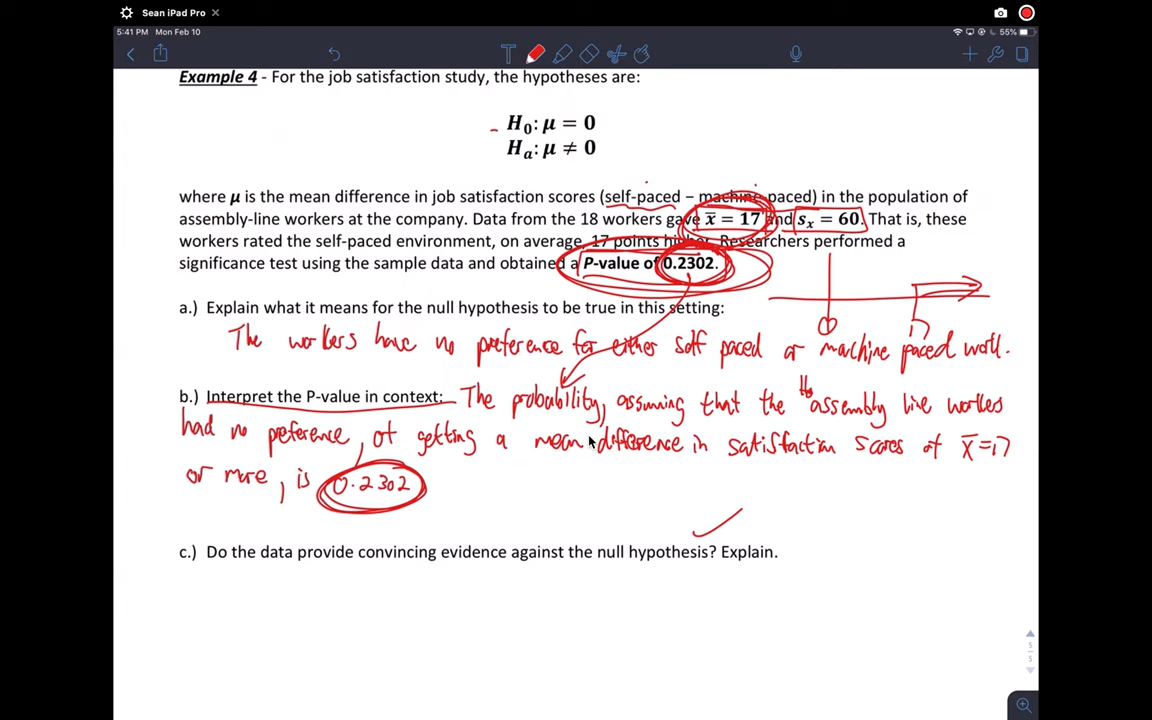 Sean iPad Pro ×
5:41 PM Mon Feb 10
55%
T
Example 4 - For the job satisfaction study, the hypotheses are:
H₀: μ = 0
Hₐ: μ ≠ 0
where μ is the mean difference in job satisfaction scores (self-paced – machine-paced) in the population of
assembly-line workers at the company. Data from the 18 workers gave x̄ = 17 and sₓ = 60. That is, these
workers rated the self-paced environment, on average, 17 points higher. Researchers performed a
significance test using the sample data and obtained a P-value of 0.2302.
0 17
a.) Explain what it means for the null hypothesis to be true in this setting:
The workers have no preference for either self paced or machine paced work.
b.) Interpret the P-value in context: The probability, assuming that the assembly line workers
had no preference, of getting a mean difference in satisfaction scores of x̄=17
or more, is 0.2302
c.) Do the data provide convincing evidence against the null hypothesis? Explain.
5
5